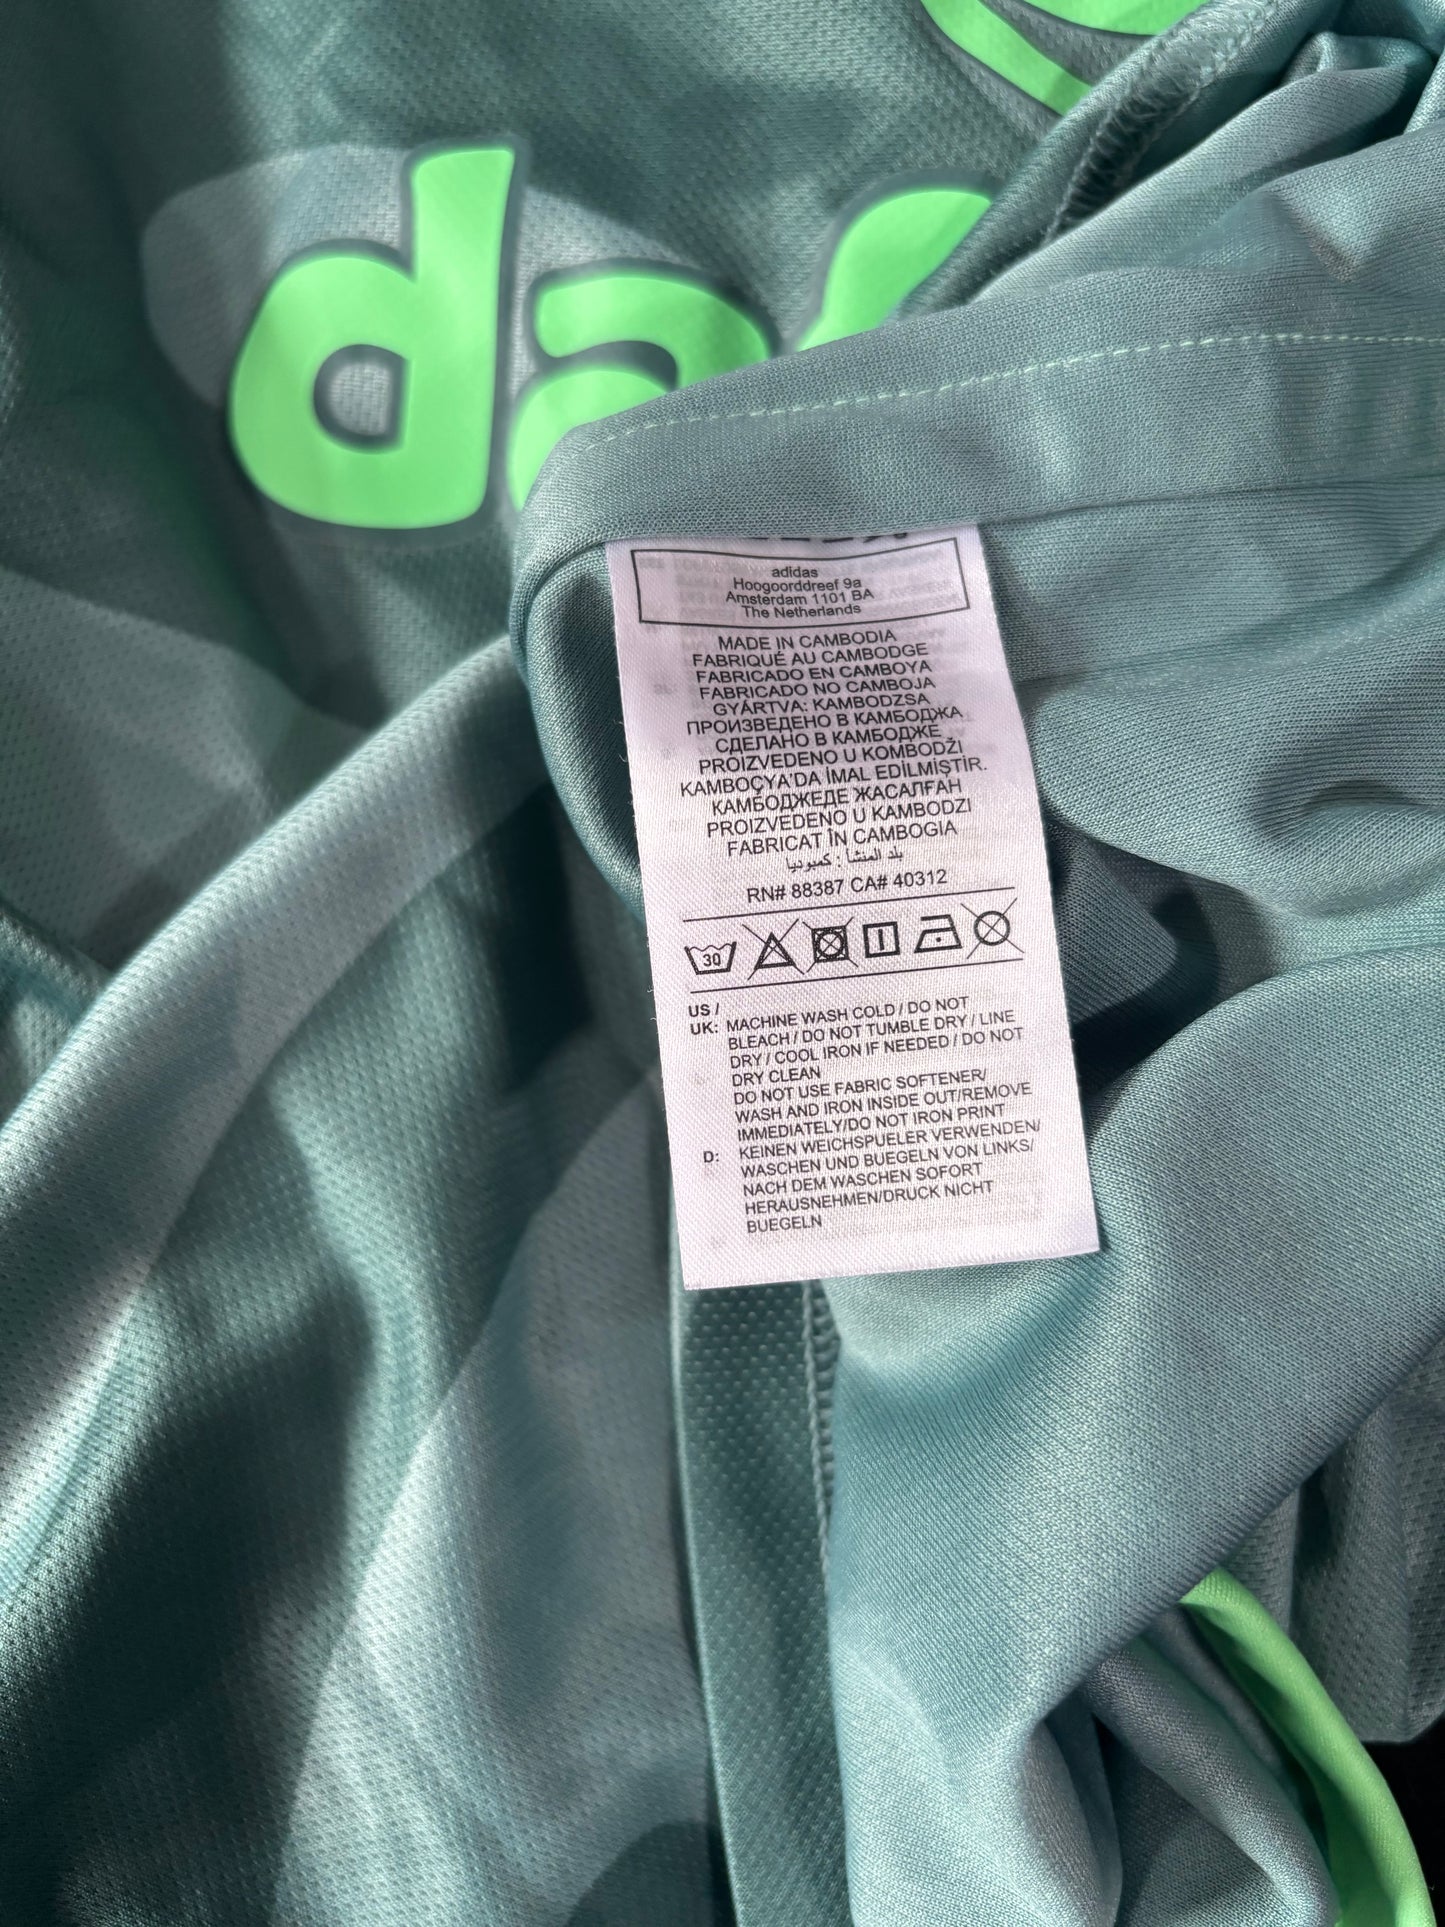 da
adidas
Hoogoorddreef 9a
Amsterdam 1101 BA
The Netherlands
MADE IN CAMBODIA
FABRIQUÉ AU CAMBODGE
FABRICADO EN CAMBOYA
FABRICADO NO CAMBOJA
GYÁRTVA: KAMBODZSA
ПРОИЗВЕДЕНО В КАМБОДЖА
СДЕЛАНО В КАМБОДЖЕ
PROIZVEDENO U KOMBODŽI
KAMBOÇYA'DA İMAL EDİLMİŞTİR.
КАМБОДЖЕДЕ ЖАСАЛҒАН
PROIZVEDENO U KAMBODZI
FABRICAT ÎN CAMBOGIA
بلد المنشأ : كمبوديا
RN# 88387 CA# 40312
30
US /
UK: MACHINE WASH COLD / DO NOT
BLEACH / DO NOT TUMBLE DRY / LINE
DRY / COOL IRON IF NEEDED / DO NOT
DRY CLEAN
DO NOT USE FABRIC SOFTENER/
WASH AND IRON INSIDE OUT/REMOVE
IMMEDIATELY/DO NOT IRON PRINT
D: KEINEN WEICHSPUELER VERWENDEN/
WASCHEN UND BUEGELN VON LINKS/
NACH DEM WASCHEN SOFORT
HERAUSNEHMEN/DRUCK NICHT
BUEGELN